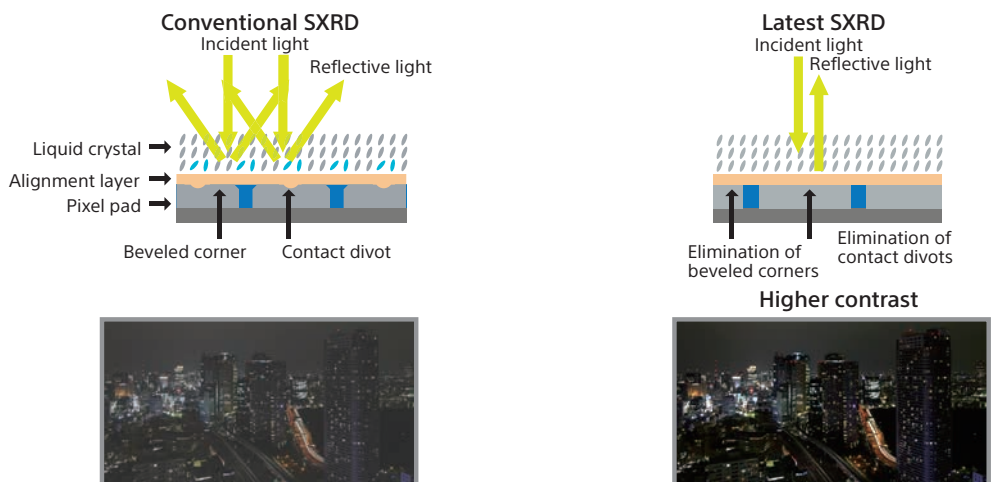 Conventional SXRD
Incident light
Reflective light
Liquid crystal
Alignment layer
Pixel pad
Beveled corner
Contact divot
Latest SXRD
Incident light
Reflective light
Elimination of
beveled corners
Elimination of
contact divots
Higher contrast